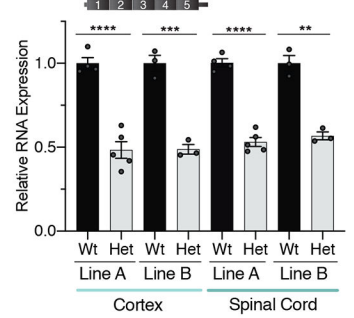 1 2 3 4 5
**** *** **** **
Relative RNA Expression
1.0
0.5
0.0
Wt Het Wt Het Wt Het Wt Het
Line A Line B Line A Line B
Cortex Spinal Cord